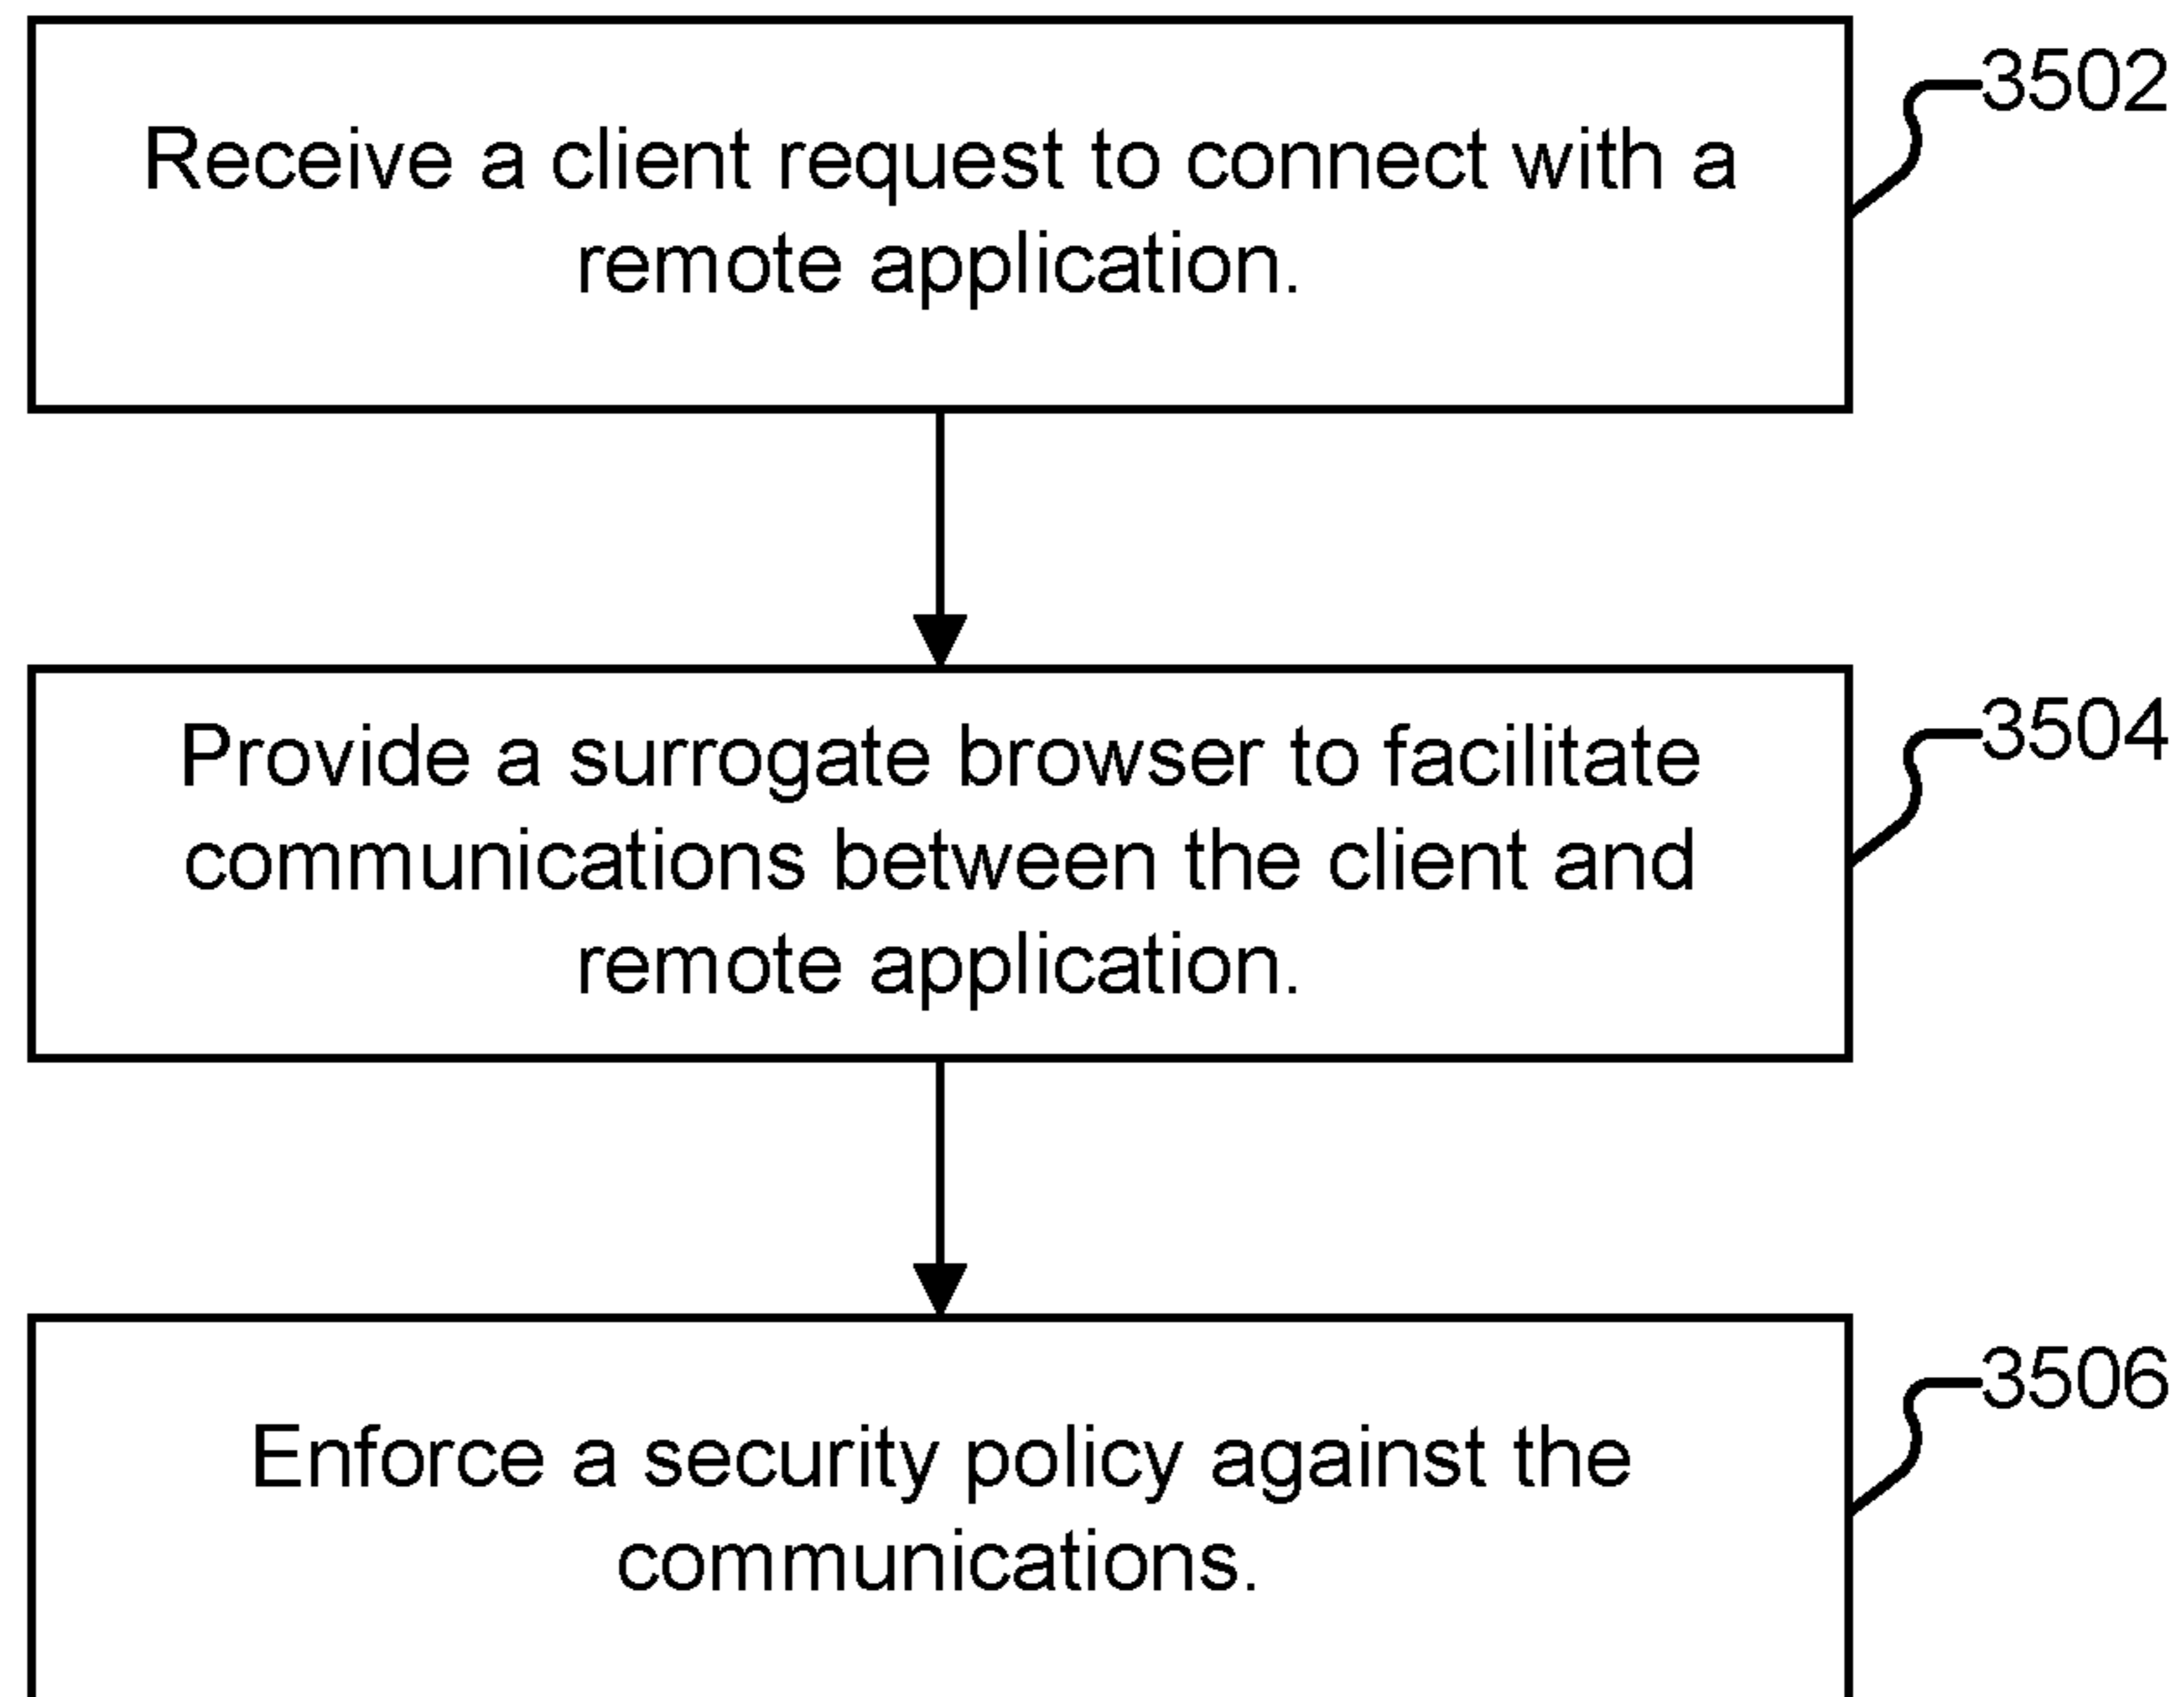 3502
Receive a client request to connect with a
remote application.
3504
Provide a surrogate browser to facilitate
communications between the client and
remote application.
3506
Enforce a security policy against the
communications.